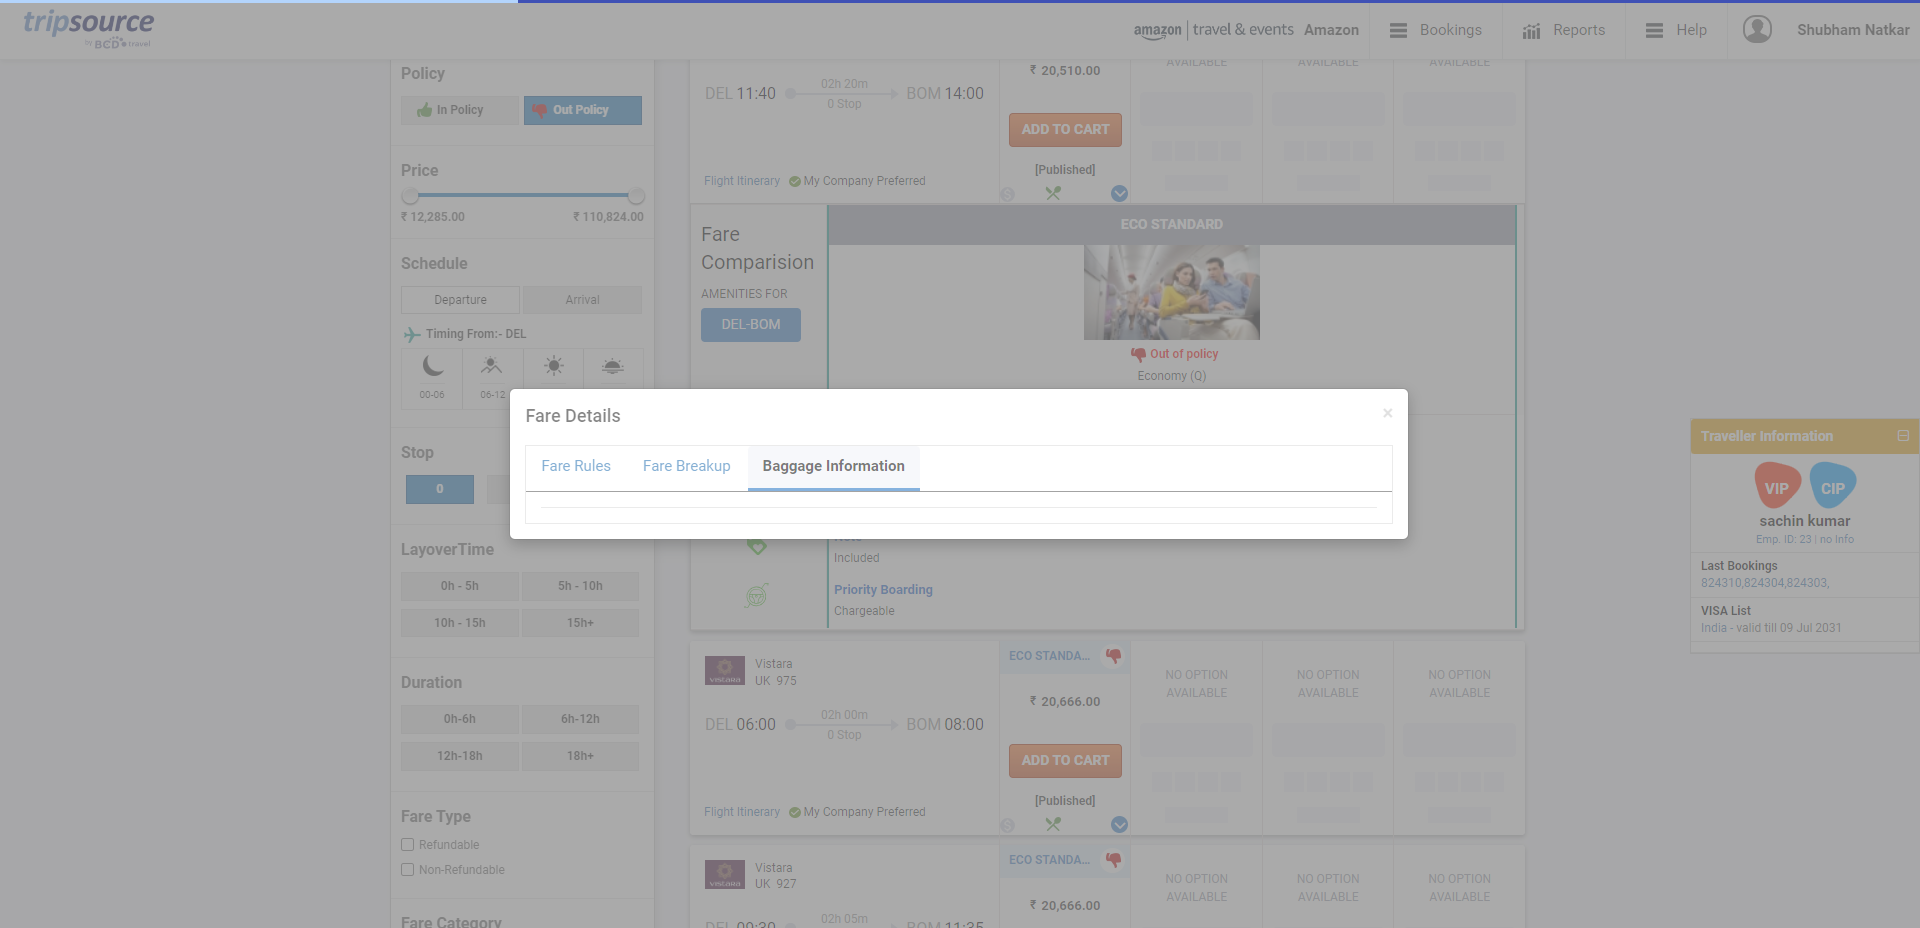 tripsource
by BCD travel
amazon | travel & events Amazon
Bookings
Reports
Help
Shubham Natkar
Policy
In Policy
Out Policy
Price
₹ 12,285.00
₹ 110,824.00
Schedule
Departure
Arrival
Timing From:- DEL
00-06
06-12
Stop
0
LayoverTime
0h - 5h
5h - 10h
10h - 15h
15h+
Duration
0h-6h
6h-12h
12h-18h
18h+
Fare Type
Refundable
Non-Refundable
Fare Category
DEL 11:40
02h 20m
0 Stop
BOM 14:00
Flight Itinerary
My Company Preferred
₹ 20,510.00
ADD TO CART
[Published]
AVAILABLE
AVAILABLE
AVAILABLE
Fare
Comparision
AMENITIES FOR
DEL-BOM
ECO STANDARD
Out of policy
Economy (Q)
Fare Details
×
Fare Rules
Fare Breakup
Baggage Information
Included
Priority Boarding
Chargeable
Vistara
UK 975
VISTARA
DEL 06:00
02h 00m
0 Stop
BOM 08:00
Flight Itinerary
My Company Preferred
ECO STANDA...
₹ 20,666.00
ADD TO CART
[Published]
NO OPTION
AVAILABLE
NO OPTION
AVAILABLE
NO OPTION
AVAILABLE
Vistara
UK 927
VISTARA
DEL 09:30
02h 05m
BOM 11:35
ECO STANDA...
₹ 20,666.00
NO OPTION
AVAILABLE
NO OPTION
AVAILABLE
NO OPTION
AVAILABLE
Traveller Information
VIP
CIP
sachin kumar
Emp. ID: 23 | no Info
Last Bookings
824310,824304,824303,
VISA List
India - valid till 09 Jul 2031